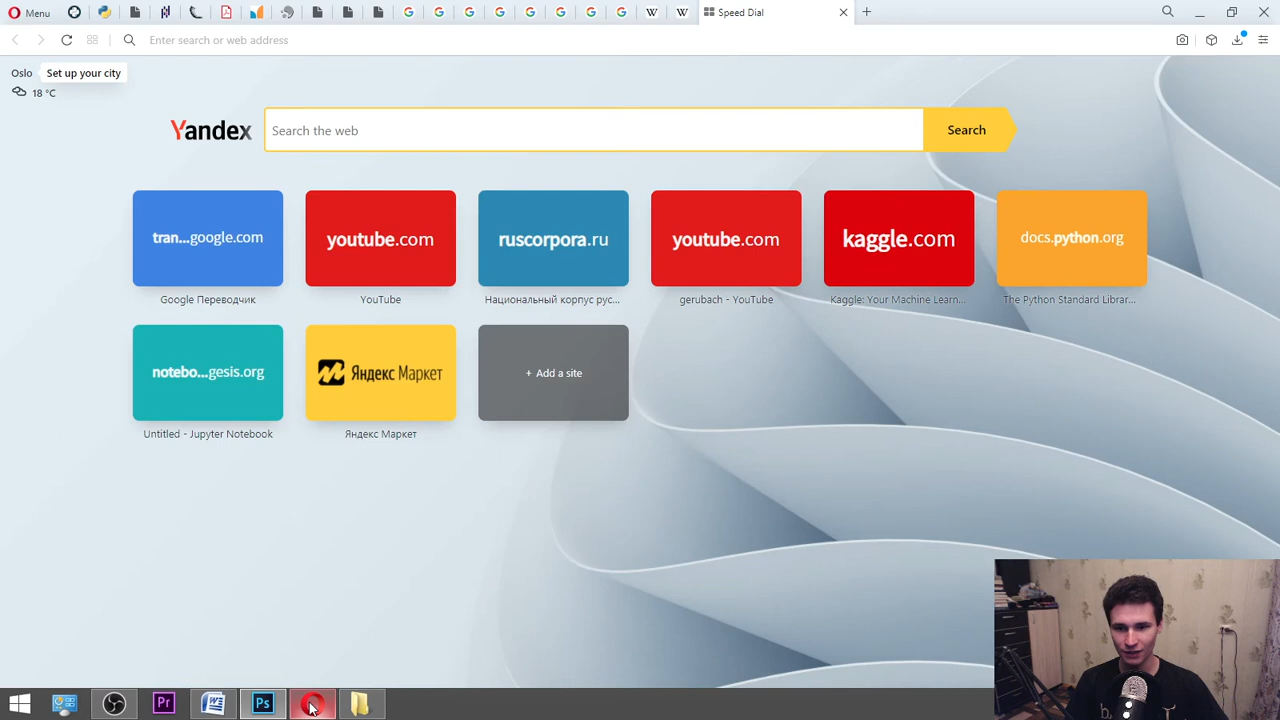 Menu
Speed Dial
Enter search or web address
Oslo
Set up your city
18 °C
Yandex
Search the web
Search
tran...google.com
youtube.com
ruscorpora.ru
youtube.com
kaggle.com
docs.python.org
Google Переводчик
YouTube
Национальный корпус рус...
gerubach - YouTube
Kaggle: Your Machine Learn...
The Python Standard Librar...
notebo...gesis.org
Яндекс Маркет
+ Add a site
Untitled - Jupyter Notebook
Яндекс Маркет
Pr
W
Ps